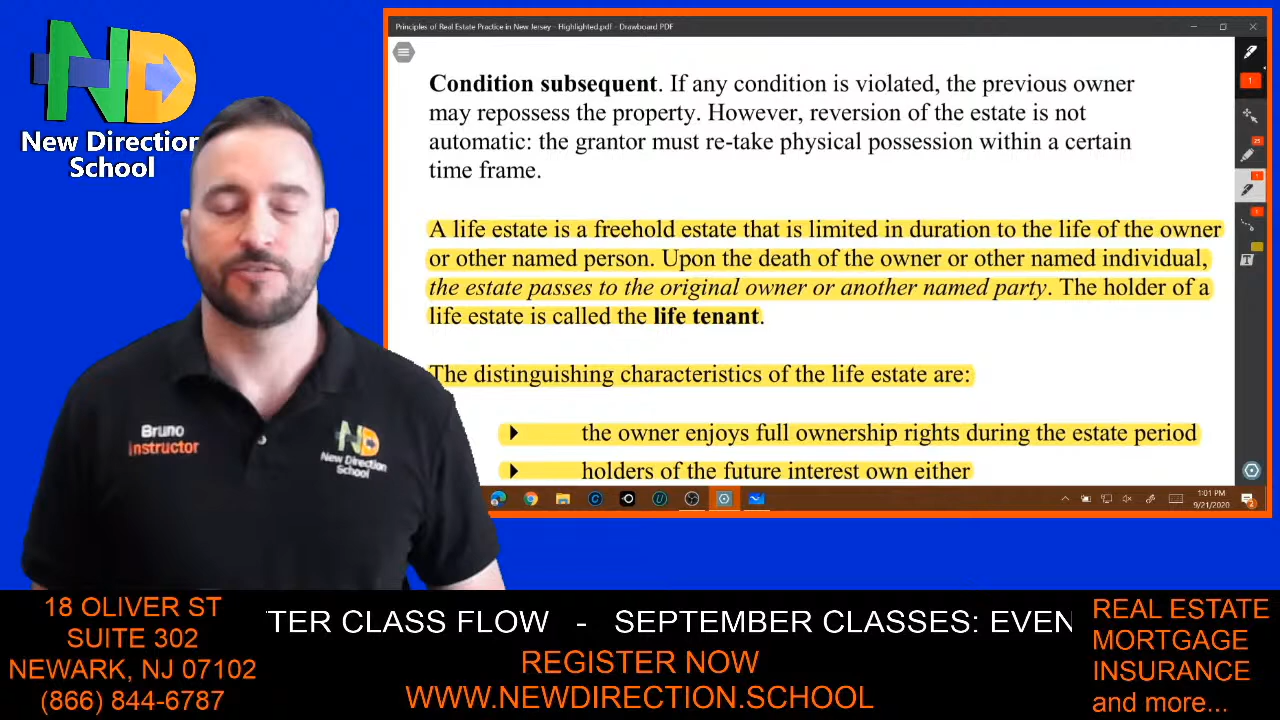 ND
New Direction
School
Principles of Real Estate Practice in New Jersey - Highlighted.pdf - Drawboard PDF
Condition subsequent. If any condition is violated, the previous owner
may repossess the property. However, reversion of the estate is not
automatic: the grantor must re-take physical possession within a certain
time frame.
A life estate is a freehold estate that is limited in duration to the life of the owner
or other named person. Upon the death of the owner or other named individual,
the estate passes to the original owner or another named party. The holder of a
life estate is called the life tenant.
The distinguishing characteristics of the life estate are:
the owner enjoys full ownership rights during the estate period
holders of the future interest own either
1:01 PM
9/21/2020
Bruno
Instructor
ND
New Direction
School
18 OLIVER ST
SUITE 302
NEWARK, NJ 07102
(866) 844-6787
TER CLASS FLOW - SEPTEMBER CLASSES: EVEN
REGISTER NOW
WWW.NEWDIRECTION.SCHOOL
REAL ESTATE
MORTGAGE
INSURANCE
and more...